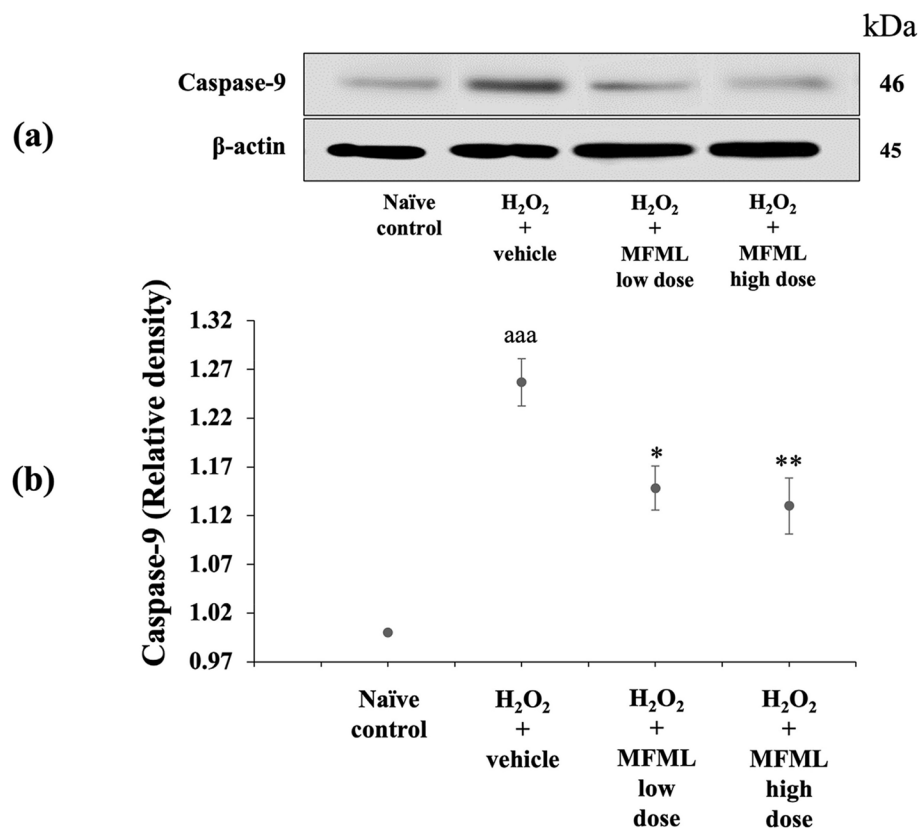 kDa
Caspase-9
46
(a)
β-actin
45
Naïve
control
H₂O₂
+
vehicle
H₂O₂
+
MFML
low dose
H₂O₂
+
MFML
high dose
(b)
Caspase-9 (Relative density)
1.32
1.27
1.22
1.17
1.12
1.07
1.02
0.97
aaa
*
**
Naïve
control
H₂O₂
+
vehicle
H₂O₂
+
MFML
low
dose
H₂O₂
+
MFML
high
dose